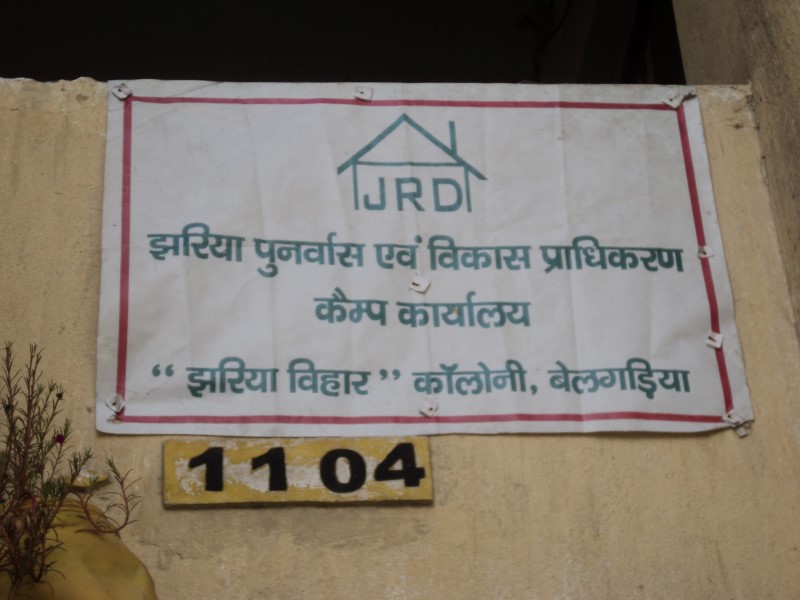 JRD
झरिया पुनर्वास एवं विकास प्राधिकरण
कैम्प कार्यालय
“ झरिया विहार ” कॉलोनी, बेलगड़िया
1104